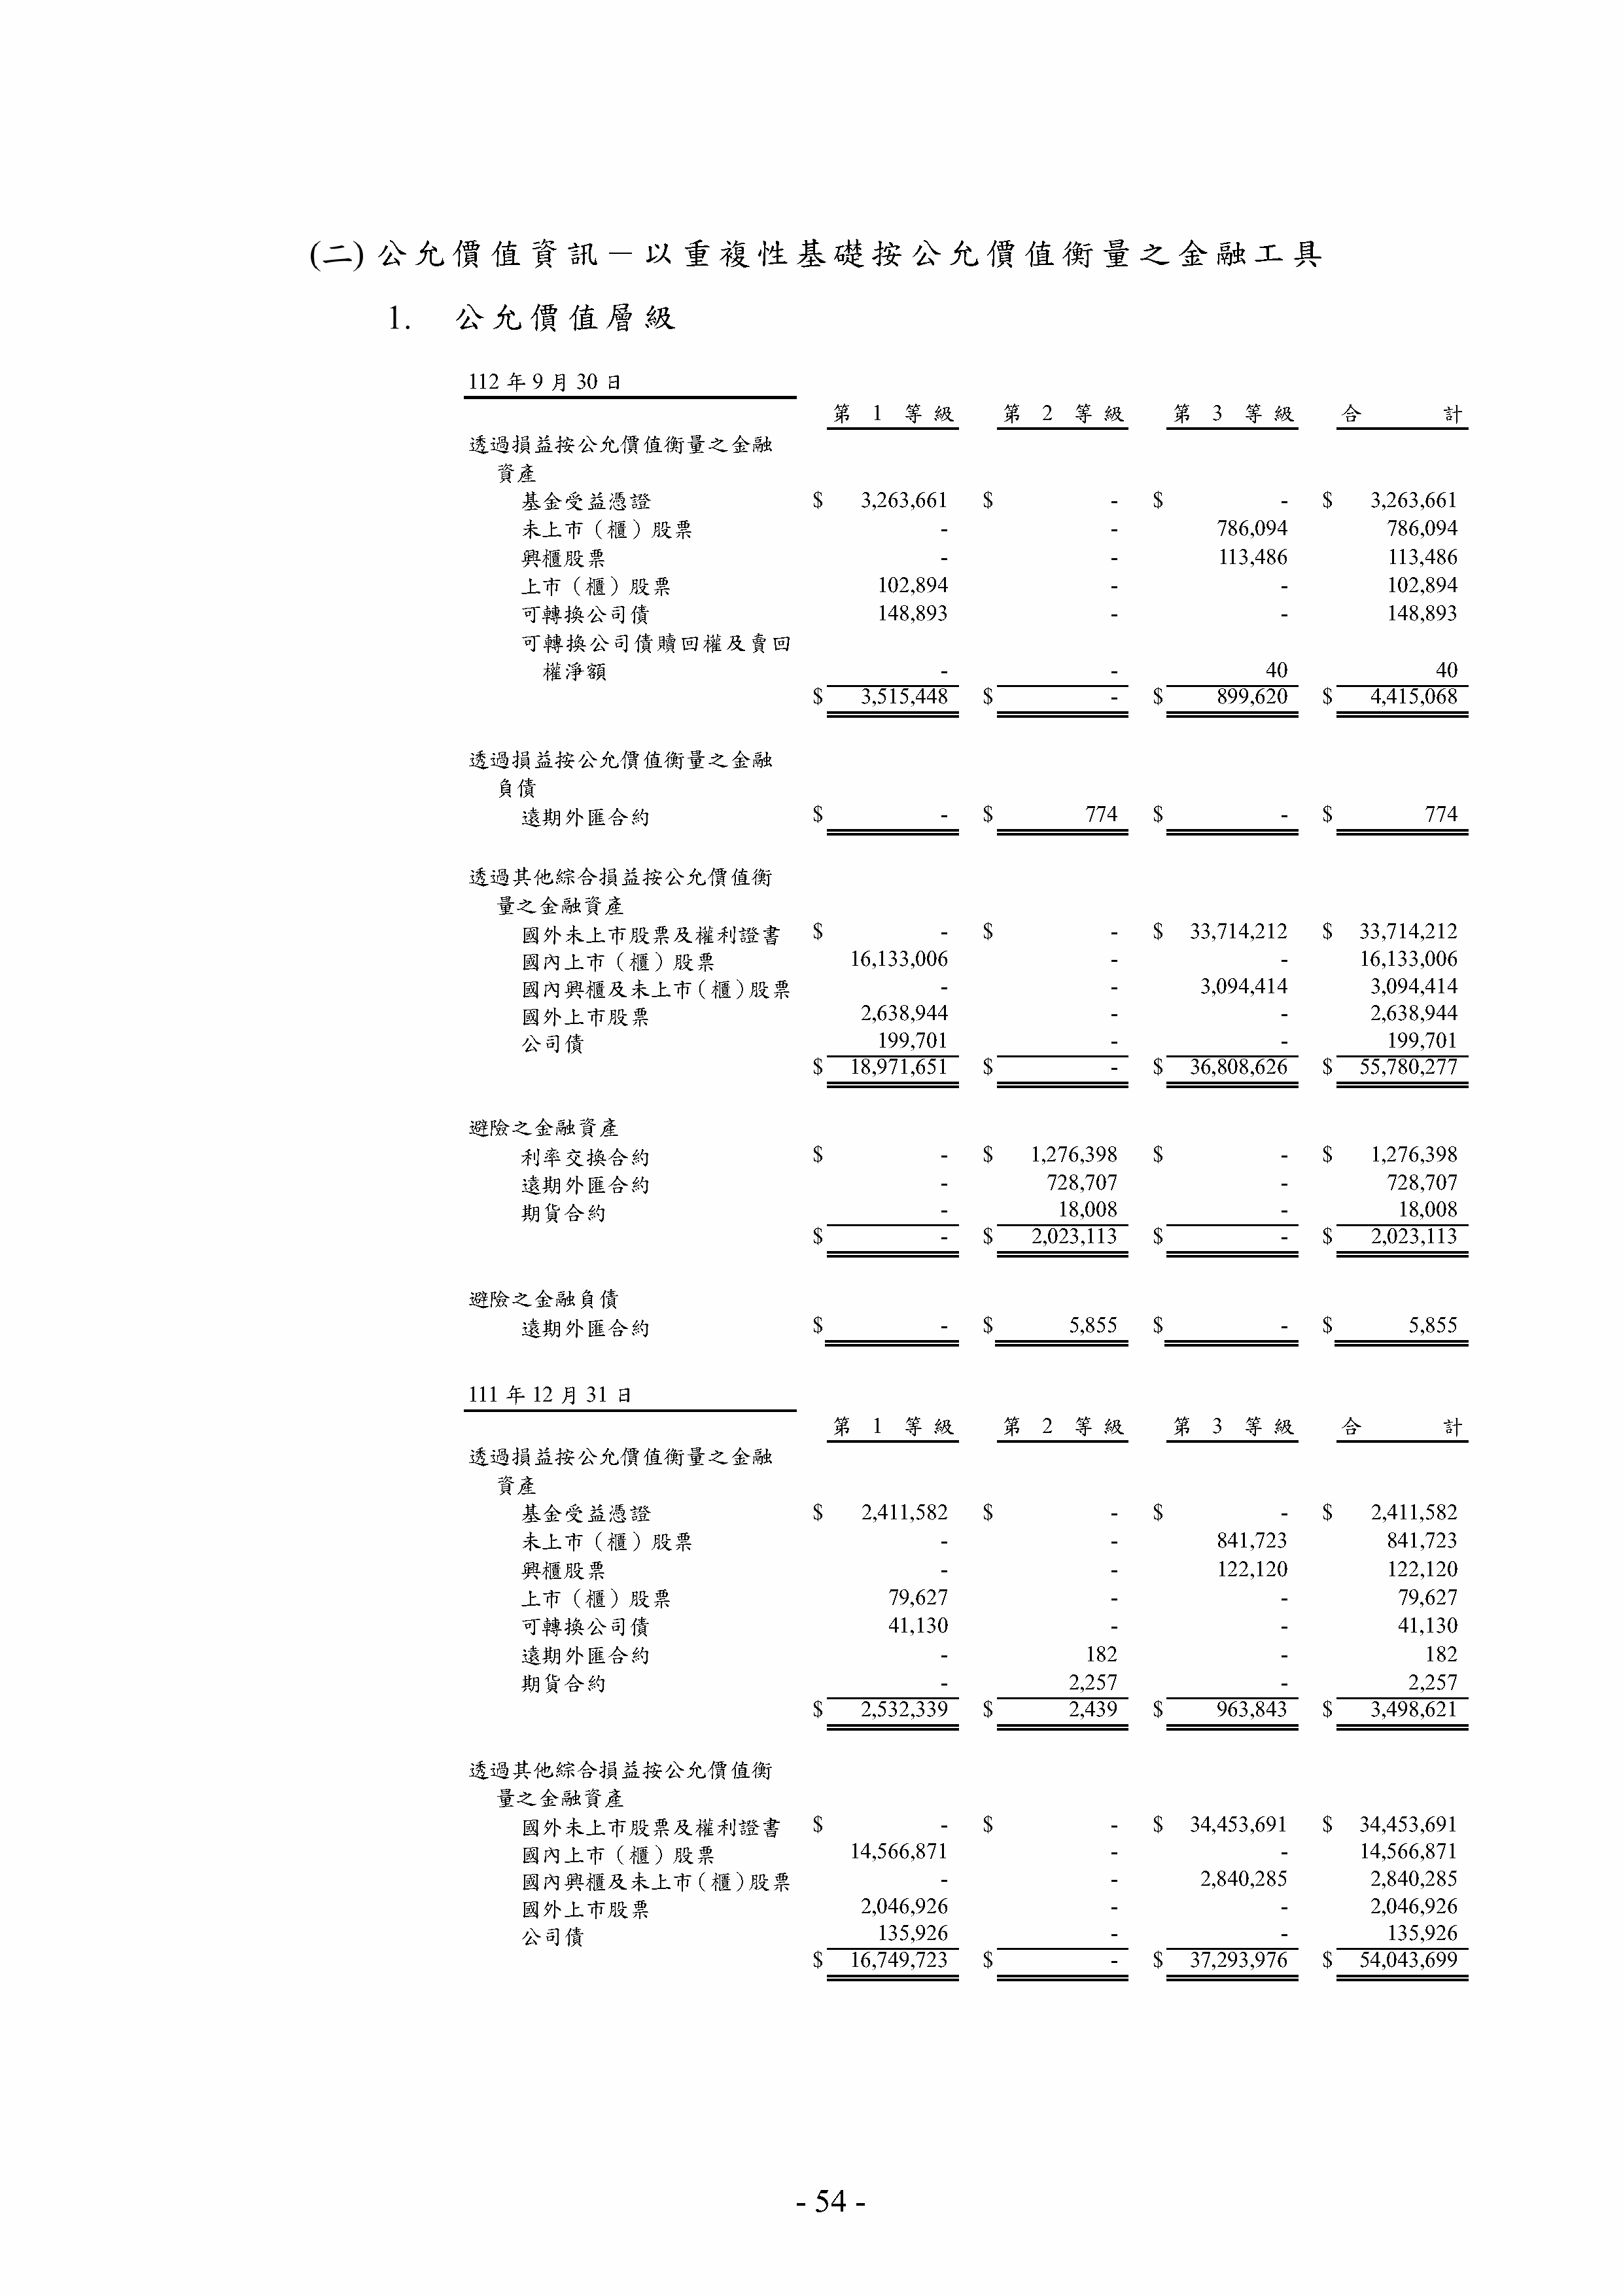 (二) 公允價值資訊－以重複性基礎按公允價值衡量之金融工具
1. 公允價值層級
112 年 9 月 30 日
第 1 等 級 第 2 等 級 第 3 等 級 合 計
透過損益按公允價值衡量之金融
資產
基金受益憑證 $ 3,263,661 $ - $ - $ 3,263,661
未上市（櫃）股票 - - 786,094 786,094
興櫃股票 - - 113,486 113,486
上市（櫃）股票 102,894 - - 102,894
可轉換公司債 148,893 - - 148,893
可轉換公司債贖回權及賣回
權淨額 - - 40 40
$ 3,515,448 $ - $ 899,620 $ 4,415,068
透過損益按公允價值衡量之金融
負債
遠期外匯合約 $ - $ 774 $ - $ 774
透過其他綜合損益按公允價值衡
量之金融資產
國外未上市股票及權利證書 $ - $ - $ 33,714,212 $ 33,714,212
國內上市（櫃）股票 16,133,006 - - 16,133,006
國內興櫃及未上市（櫃）股票 - - 3,094,414 3,094,414
國外上市股票 2,638,944 - - 2,638,944
公司債 199,701 - - 199,701
$ 18,971,651 $ - $ 36,808,626 $ 55,780,277
避險之金融資產
利率交換合約 $ - $ 1,276,398 $ - $ 1,276,398
遠期外匯合約 - 728,707 - 728,707
期貨合約 - 18,008 - 18,008
$ - $ 2,023,113 $ - $ 2,023,113
避險之金融負債
遠期外匯合約 $ - $ 5,855 $ - $ 5,855
111 年 12 月 31 日
第 1 等 級 第 2 等 級 第 3 等 級 合 計
透過損益按公允價值衡量之金融
資產
基金受益憑證 $ 2,411,582 $ - $ - $ 2,411,582
未上市（櫃）股票 - - 841,723 841,723
興櫃股票 - - 122,120 122,120
上市（櫃）股票 79,627 - - 79,627
可轉換公司債 41,130 - - 41,130
遠期外匯合約 - 182 - 182
期貨合約 - 2,257 - 2,257
$ 2,532,339 $ 2,439 $ 963,843 $ 3,498,621
透過其他綜合損益按公允價值衡
量之金融資產
國外未上市股票及權利證書 $ - $ - $ 34,453,691 $ 34,453,691
國內上市（櫃）股票 14,566,871 - - 14,566,871
國內興櫃及未上市（櫃）股票 - - 2,840,285 2,840,285
國外上市股票 2,046,926 - - 2,046,926
公司債 135,926 - - 135,926
$ 16,749,723 $ - $ 37,293,976 $ 54,043,699
- 54 -